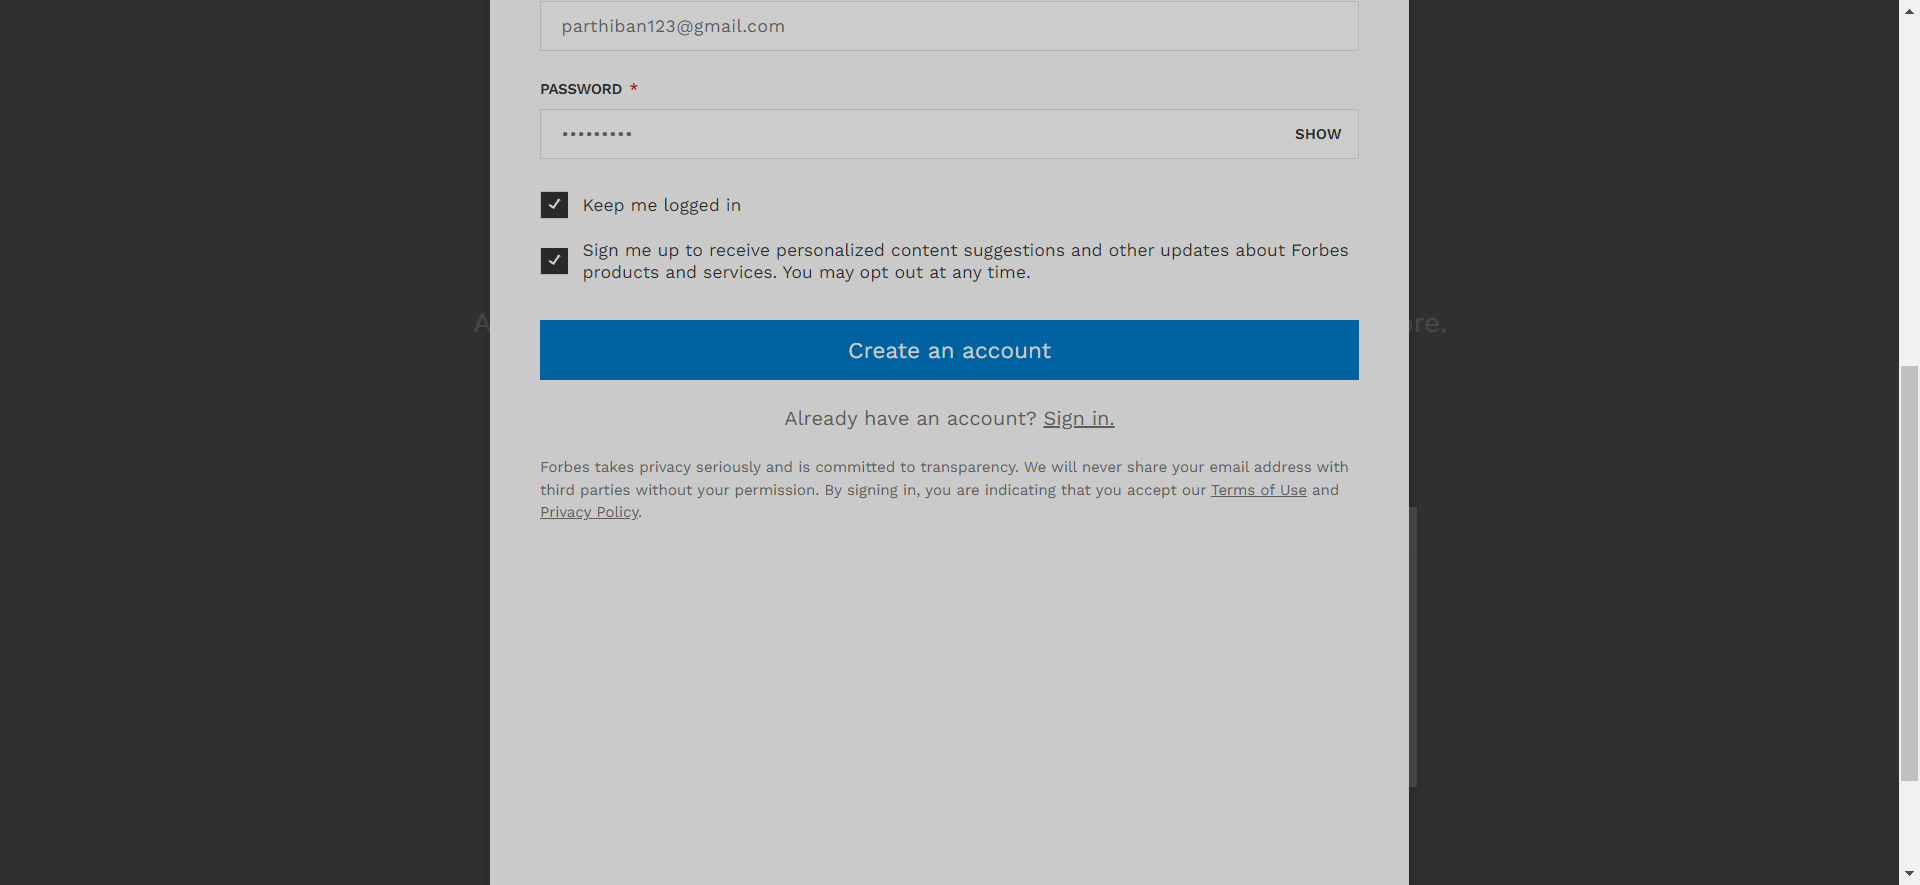 parthiban123@gmail.com
PASSWORD *
•••••••••
SHOW
Keep me logged in
Sign me up to receive personalized content suggestions and other updates about Forbes
products and services. You may opt out at any time.
A
ore.
Create an account
Already have an account? Sign in.
Forbes takes privacy seriously and is committed to transparency. We will never share your email address with
third parties without your permission. By signing in, you are indicating that you accept our Terms of Use and
Privacy Policy.